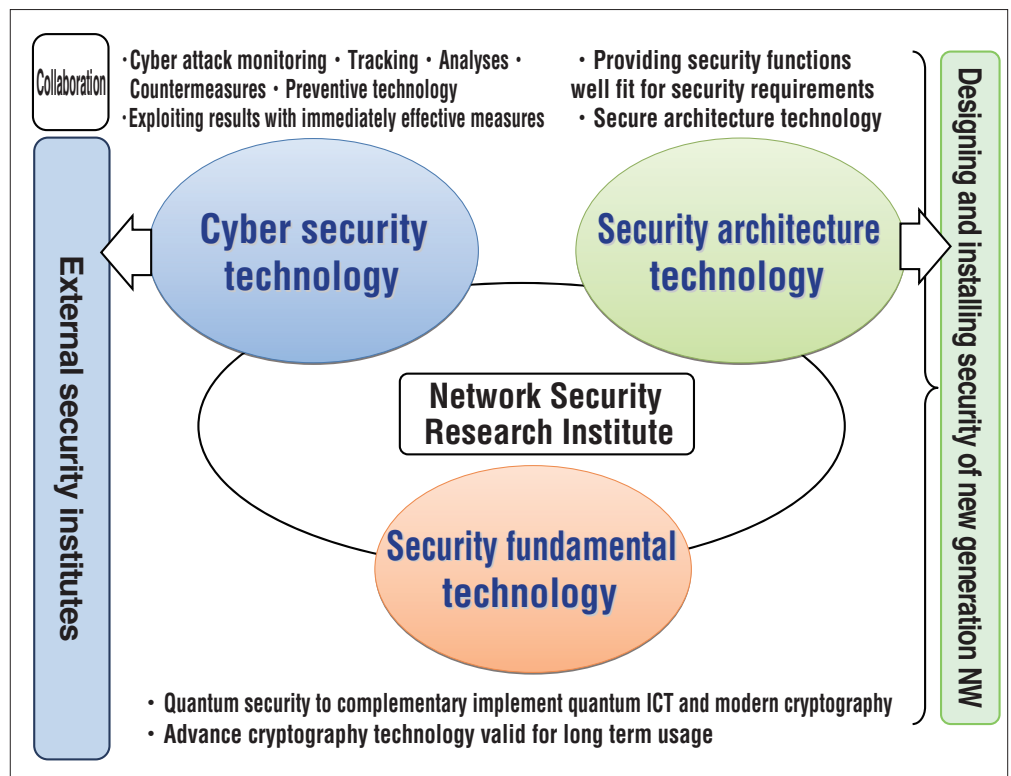 Collaboration
・Cyber attack monitoring・Tracking・Analyses・
Countermeasures・Preventive technology
・Exploiting results with immediately effective measures
・Providing security functions
well fit for security requirements
・Secure architecture technology
Cyber security
technology
Security architecture
technology
External security institutes
Designing and installing security of new generation NW
Network Security
Research Institute
Security fundamental
technology
・Quantum security to complementary implement quantum ICT and modern cryptography
・Advance cryptography technology valid for long term usage